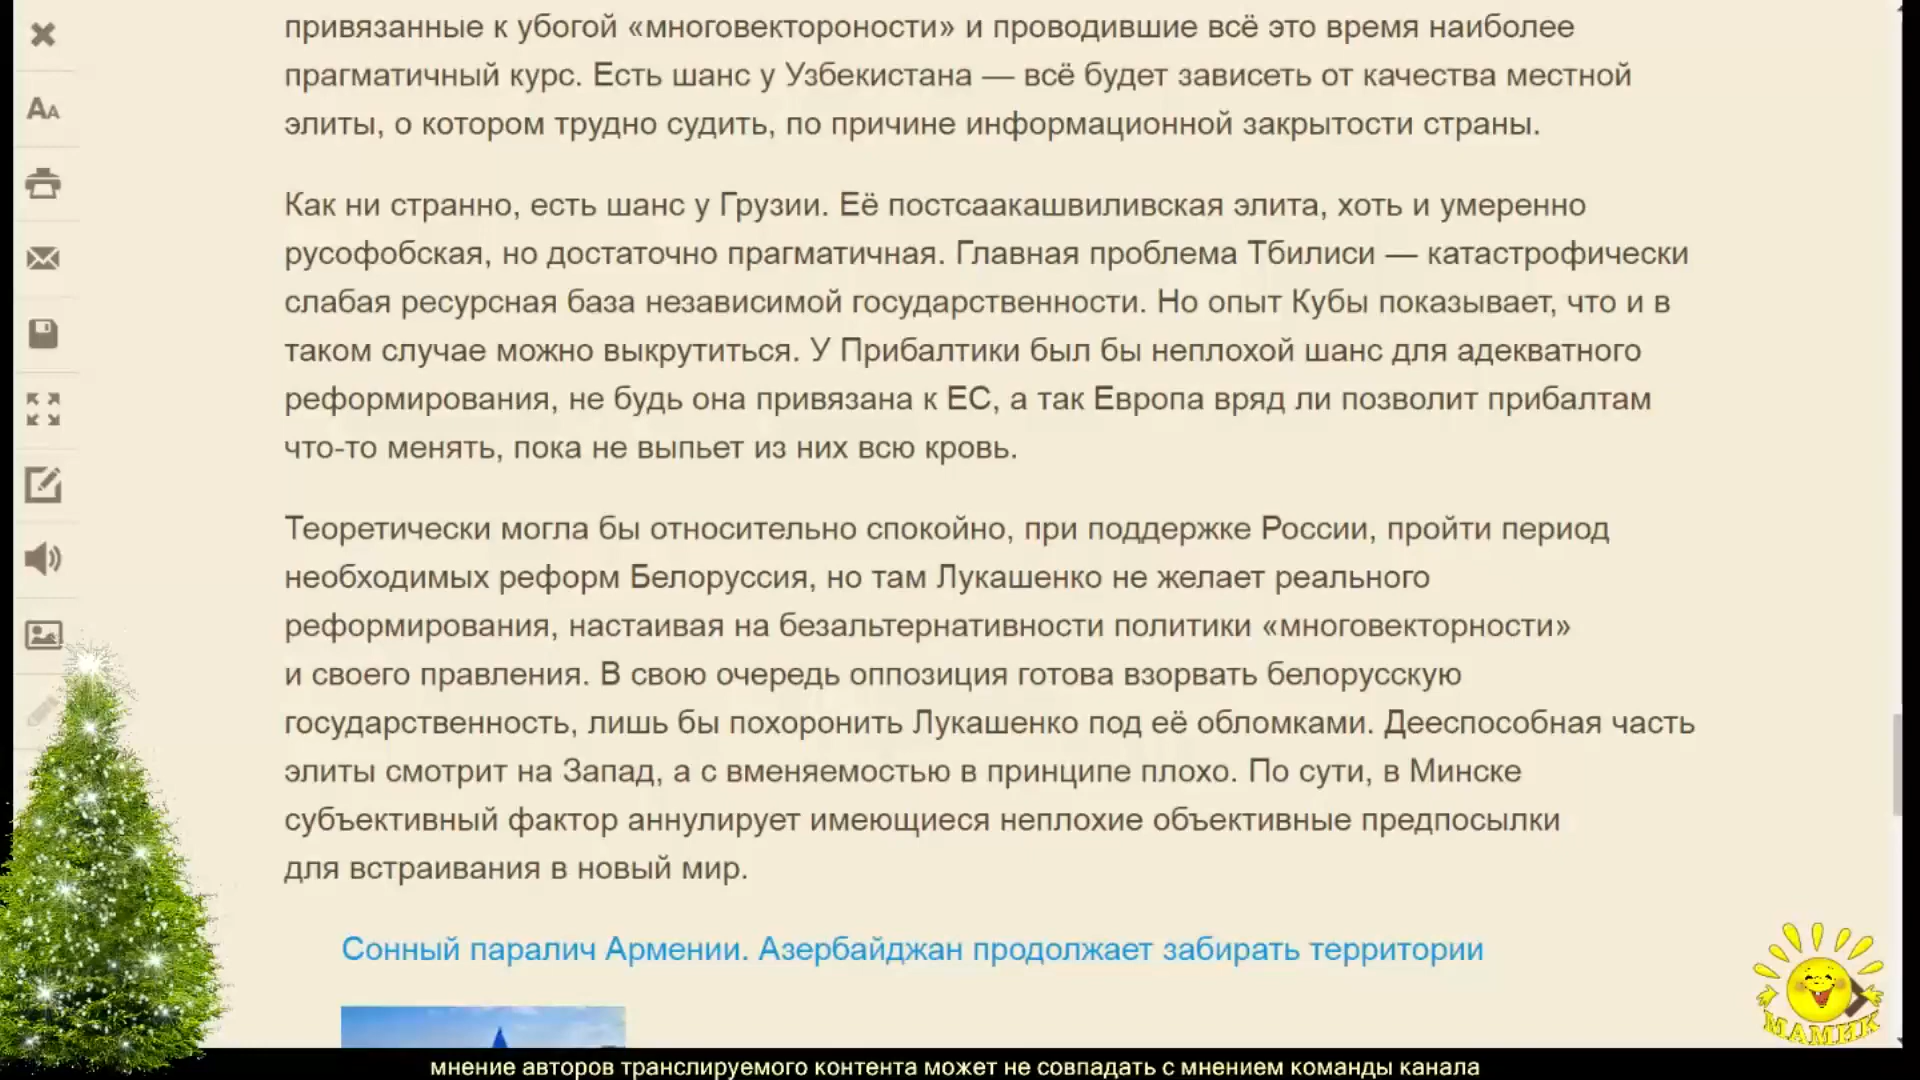 привязанные к убогой «многовектороности» и проводившие всё это время наиболее
прагматичный курс. Есть шанс у Узбекистана — всё будет зависеть от качества местной
элиты, о котором трудно судить, по причине информационной закрытости страны.
Как ни странно, есть шанс у Грузии. Её постсаакашвиливская элита, хоть и умеренно
русофобская, но достаточно прагматичная. Главная проблема Тбилиси — катастрофически
слабая ресурсная база независимой государственности. Но опыт Кубы показывает, что и в
таком случае можно выкрутиться. У Прибалтики был бы неплохой шанс для адекватного
реформирования, не будь она привязана к ЕС, а так Европа вряд ли позволит прибалтам
что-то менять, пока не выпьет из них всю кровь.
Теоретически могла бы относительно спокойно, при поддержке России, пройти период
необходимых реформ Белоруссия, но там Лукашенко не желает реального
реформирования, настаивая на безальтернативности политики «многовекторности»
и своего правления. В свою очередь оппозиция готова взорвать белорусскую
государственность, лишь бы похоронить Лукашенко под её обломками. Дееспособная часть
элиты смотрит на Запад, а с вменяемостью в принципе плохо. По сути, в Минске
субъективный фактор аннулирует имеющиеся неплохие объективные предпосылки
для встраивания в новый мир.
Сонный паралич Армении. Азербайджан продолжает забирать территории
МАМИК
мнение авторов транслируемого контента может не совпадать с мнением команды канала